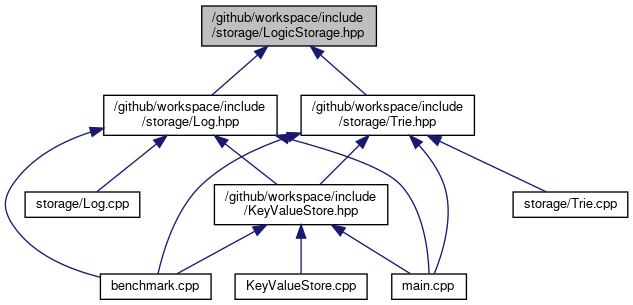 /github/workspace/include
/storage/LogicStorage.hpp
/github/workspace/include
/storage/Log.hpp
/github/workspace/include
/storage/Trie.hpp
storage/Log.cpp
/github/workspace/include
/KeyValueStore.hpp
storage/Trie.cpp
benchmark.cpp
KeyValueStore.cpp
main.cpp